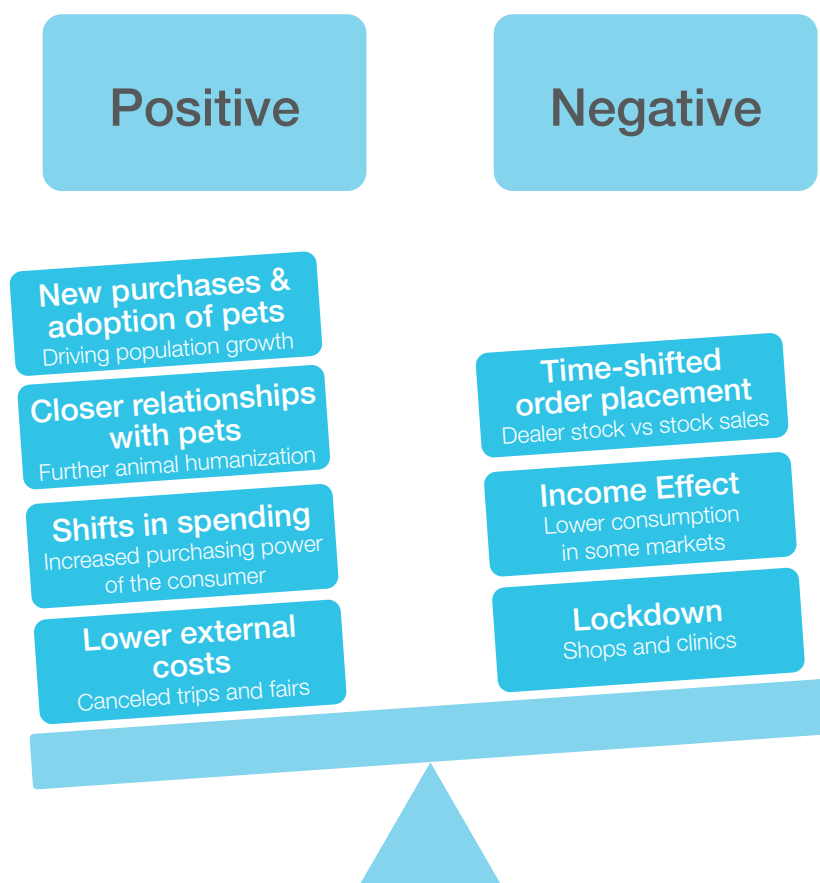 Positive
Negative
New purchases &
adoption of pets
Driving population growth
Closer relationships
with pets
Further animal humanization
Shifts in spending
Increased purchasing power
of the consumer
Lower external
costs
Canceled trips and fairs
Time-shifted
order placement
Dealer stock vs stock sales
Income Effect
Lower consumption
in some markets
Lockdown
Shops and clinics